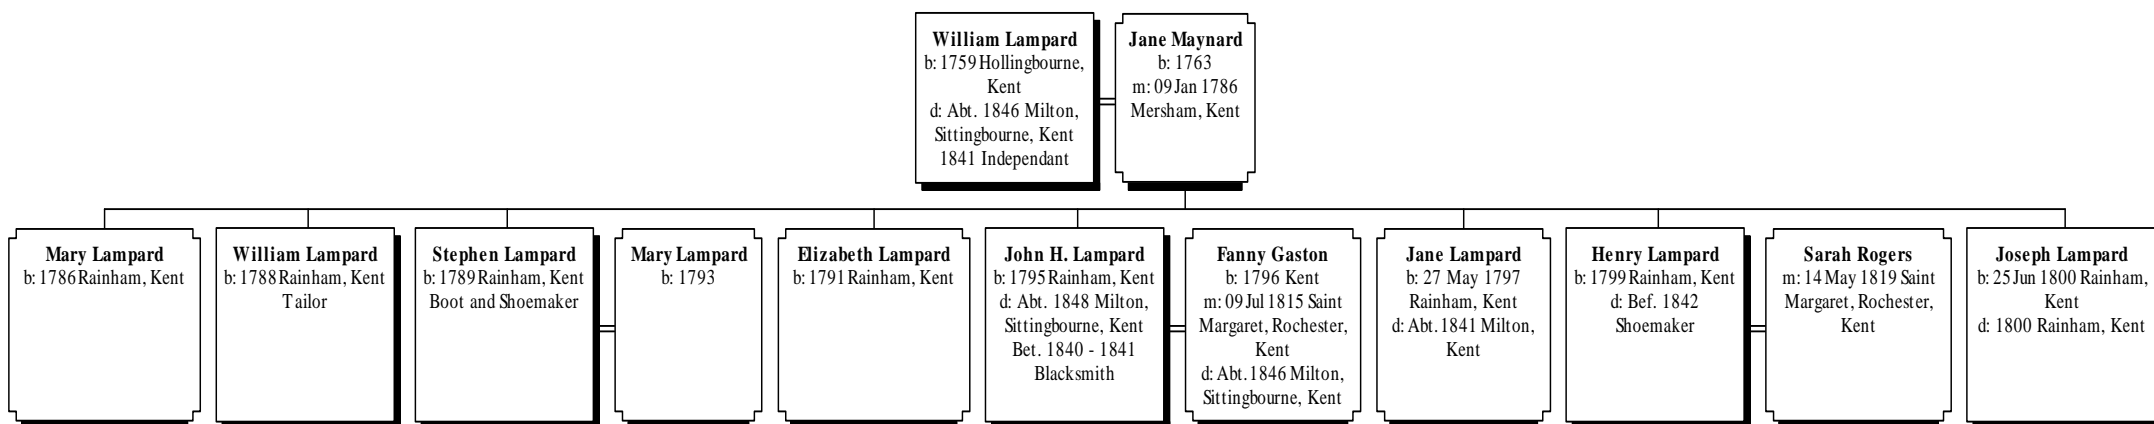 William Lampard
b: 1759 Hollingbourne,
Kent
d: Abt. 1846 Milton,
Sittingbourne, Kent
1841 Independant
Jane Maynard
b: 1763
m: 09 Jan 1786
Mersham, Kent
Mary Lampard
b: 1786 Rainham, Kent
William Lampard
b: 1788 Rainham, Kent
Tailor
Stephen Lampard
b: 1789 Rainham, Kent
Boot and Shoemaker
Mary Lampard
b: 1793
Elizabeth Lampard
b: 1791 Rainham, Kent
John H. Lampard
b: 1795 Rainham, Kent
d: Abt. 1848 Milton,
Sittingbourne, Kent
Bet. 1840 - 1841
Blacksmith
Fanny Gaston
b: 1796 Kent
m: 09 Jul 1815 Saint
Margaret, Rochester,
Kent
d: Abt. 1846 Milton,
Sittingbourne, Kent
Jane Lampard
b: 27 May 1797
Rainham, Kent
d: Abt. 1841 Milton,
Kent
Henry Lampard
b: 1799 Rainham, Kent
d: Bef. 1842
Shoemaker
Sarah Rogers
m: 14 May 1819 Saint
Margaret, Rochester,
Kent
Joseph Lampard
b: 25 Jun 1800 Rainham,
Kent
d: 1800 Rainham, Kent